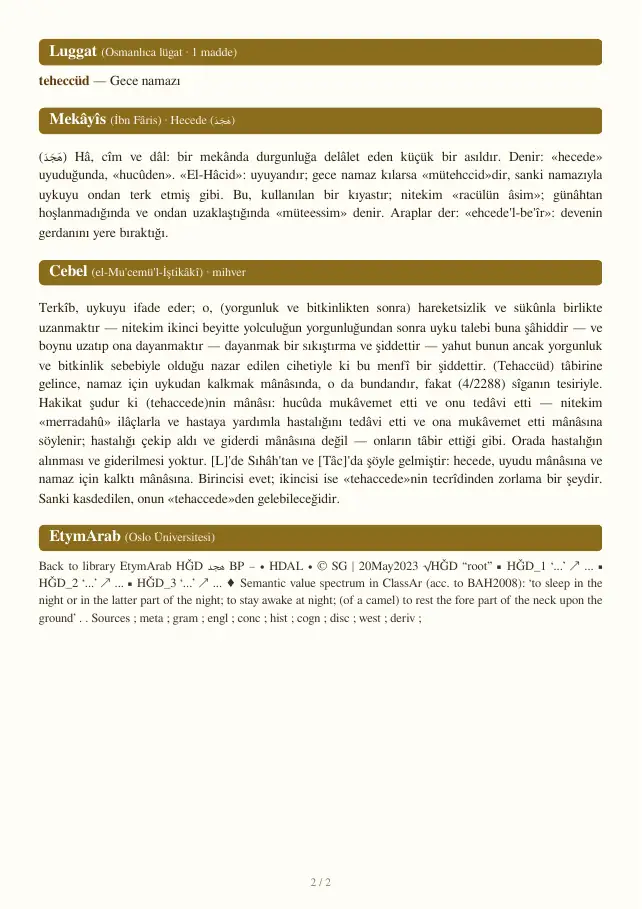 Luggat (Osmanlıca lügat · 1 madde)
teheccüd — Gece namazı
Mekâyîs (İbn Fâris) · Hecede (هَجَدَ)
(هَجَدَ) Hâ, cîm ve dâl: bir mekânda durgunluğa delâlet eden küçük bir asıldır. Denir: «hecede»
uyuduğunda, «hucûden». «El-Hâcid»: uyuyandır; gece namaz kılarsa «mütehccid»dir, sanki namazıyla
uykuyu ondan terk etmiş gibi. Bu, kullanılan bir kıyastır; nitekim «racülün âsim»; günâhtan
hoşlanmadığında ve ondan uzaklaştığında «müteessim» denir. Araplar der: «ehcede'l-be'îr»: devenin
gerdanını yere bıraktığı.
Cebel (el-Mu'cemü'l-İştikâkî) · mihver
Terkîb, uykuyu ifade eder; o, (yorgunluk ve bitkinlikten sonra) hareketsizlik ve sükûnla birlikte
uzanmaktır — nitekim ikinci beyitte yolculuğun yorgunluğundan sonra uyku talebi buna şâhiddir — ve
boynu uzatıp ona dayanmaktır — dayanmak bir sıkıştırma ve şiddettir — yahut bunun ancak yorgunluk
ve bitkinlik sebebiyle olduğu nazar edilen cihetiyle ki bu menfî bir şiddettir. (Tehaccüd) tâbirine
gelince, namaz için uykudan kalkmak mânâsında, o da bundandır, fakat (4/2288) sîganın tesiriyle.
Hakikat şudur ki (tehaccede)nin mânâsı: hucûda mukâvemet etti ve onu tedâvi etti — nitekim
«merradahû» ilâçlarla ve hastaya yardımla hastalığını tedâvi etti ve ona mukâvemet etti mânâsına
söylenir; hastalığı çekip aldı ve giderdi mânâsına değil — onların tâbir ettiği gibi. Orada hastalığın
alınması ve giderilmesi yoktur. [L]'de Sıhâh'tan ve [Tâc]'da şöyle gelmiştir: hecede, uyudu mânâsına ve
namaz için kalktı mânâsına. Birincisi evet; ikincisi ise «tehaccede»nin tecrîdinden zorlama bir şeydir.
Sanki kasdedilen, onun «tehaccede»den gelebileceğidir.
EtymArab (Oslo Üniversitesi)
Back to library EtymArab HǦD هجد BP – • HDAL • © SG | 20May2023 √HǦD “root” ▪ HǦD_1 ‘...’ ↗ ... ▪
HǦD_2 ‘...’ ↗ ... ▪ HǦD_3 ‘...’ ↗ ... ♦ Semantic value spectrum in ClassAr (acc. to BAH2008): ‘to sleep in the
night or in the latter part of the night; to stay awake at night; (of a camel) to rest the fore part of the neck upon the
ground’ . . Sources ; meta ; gram ; engl ; conc ; hist ; cogn ; disc ; west ; deriv ;
2 / 2